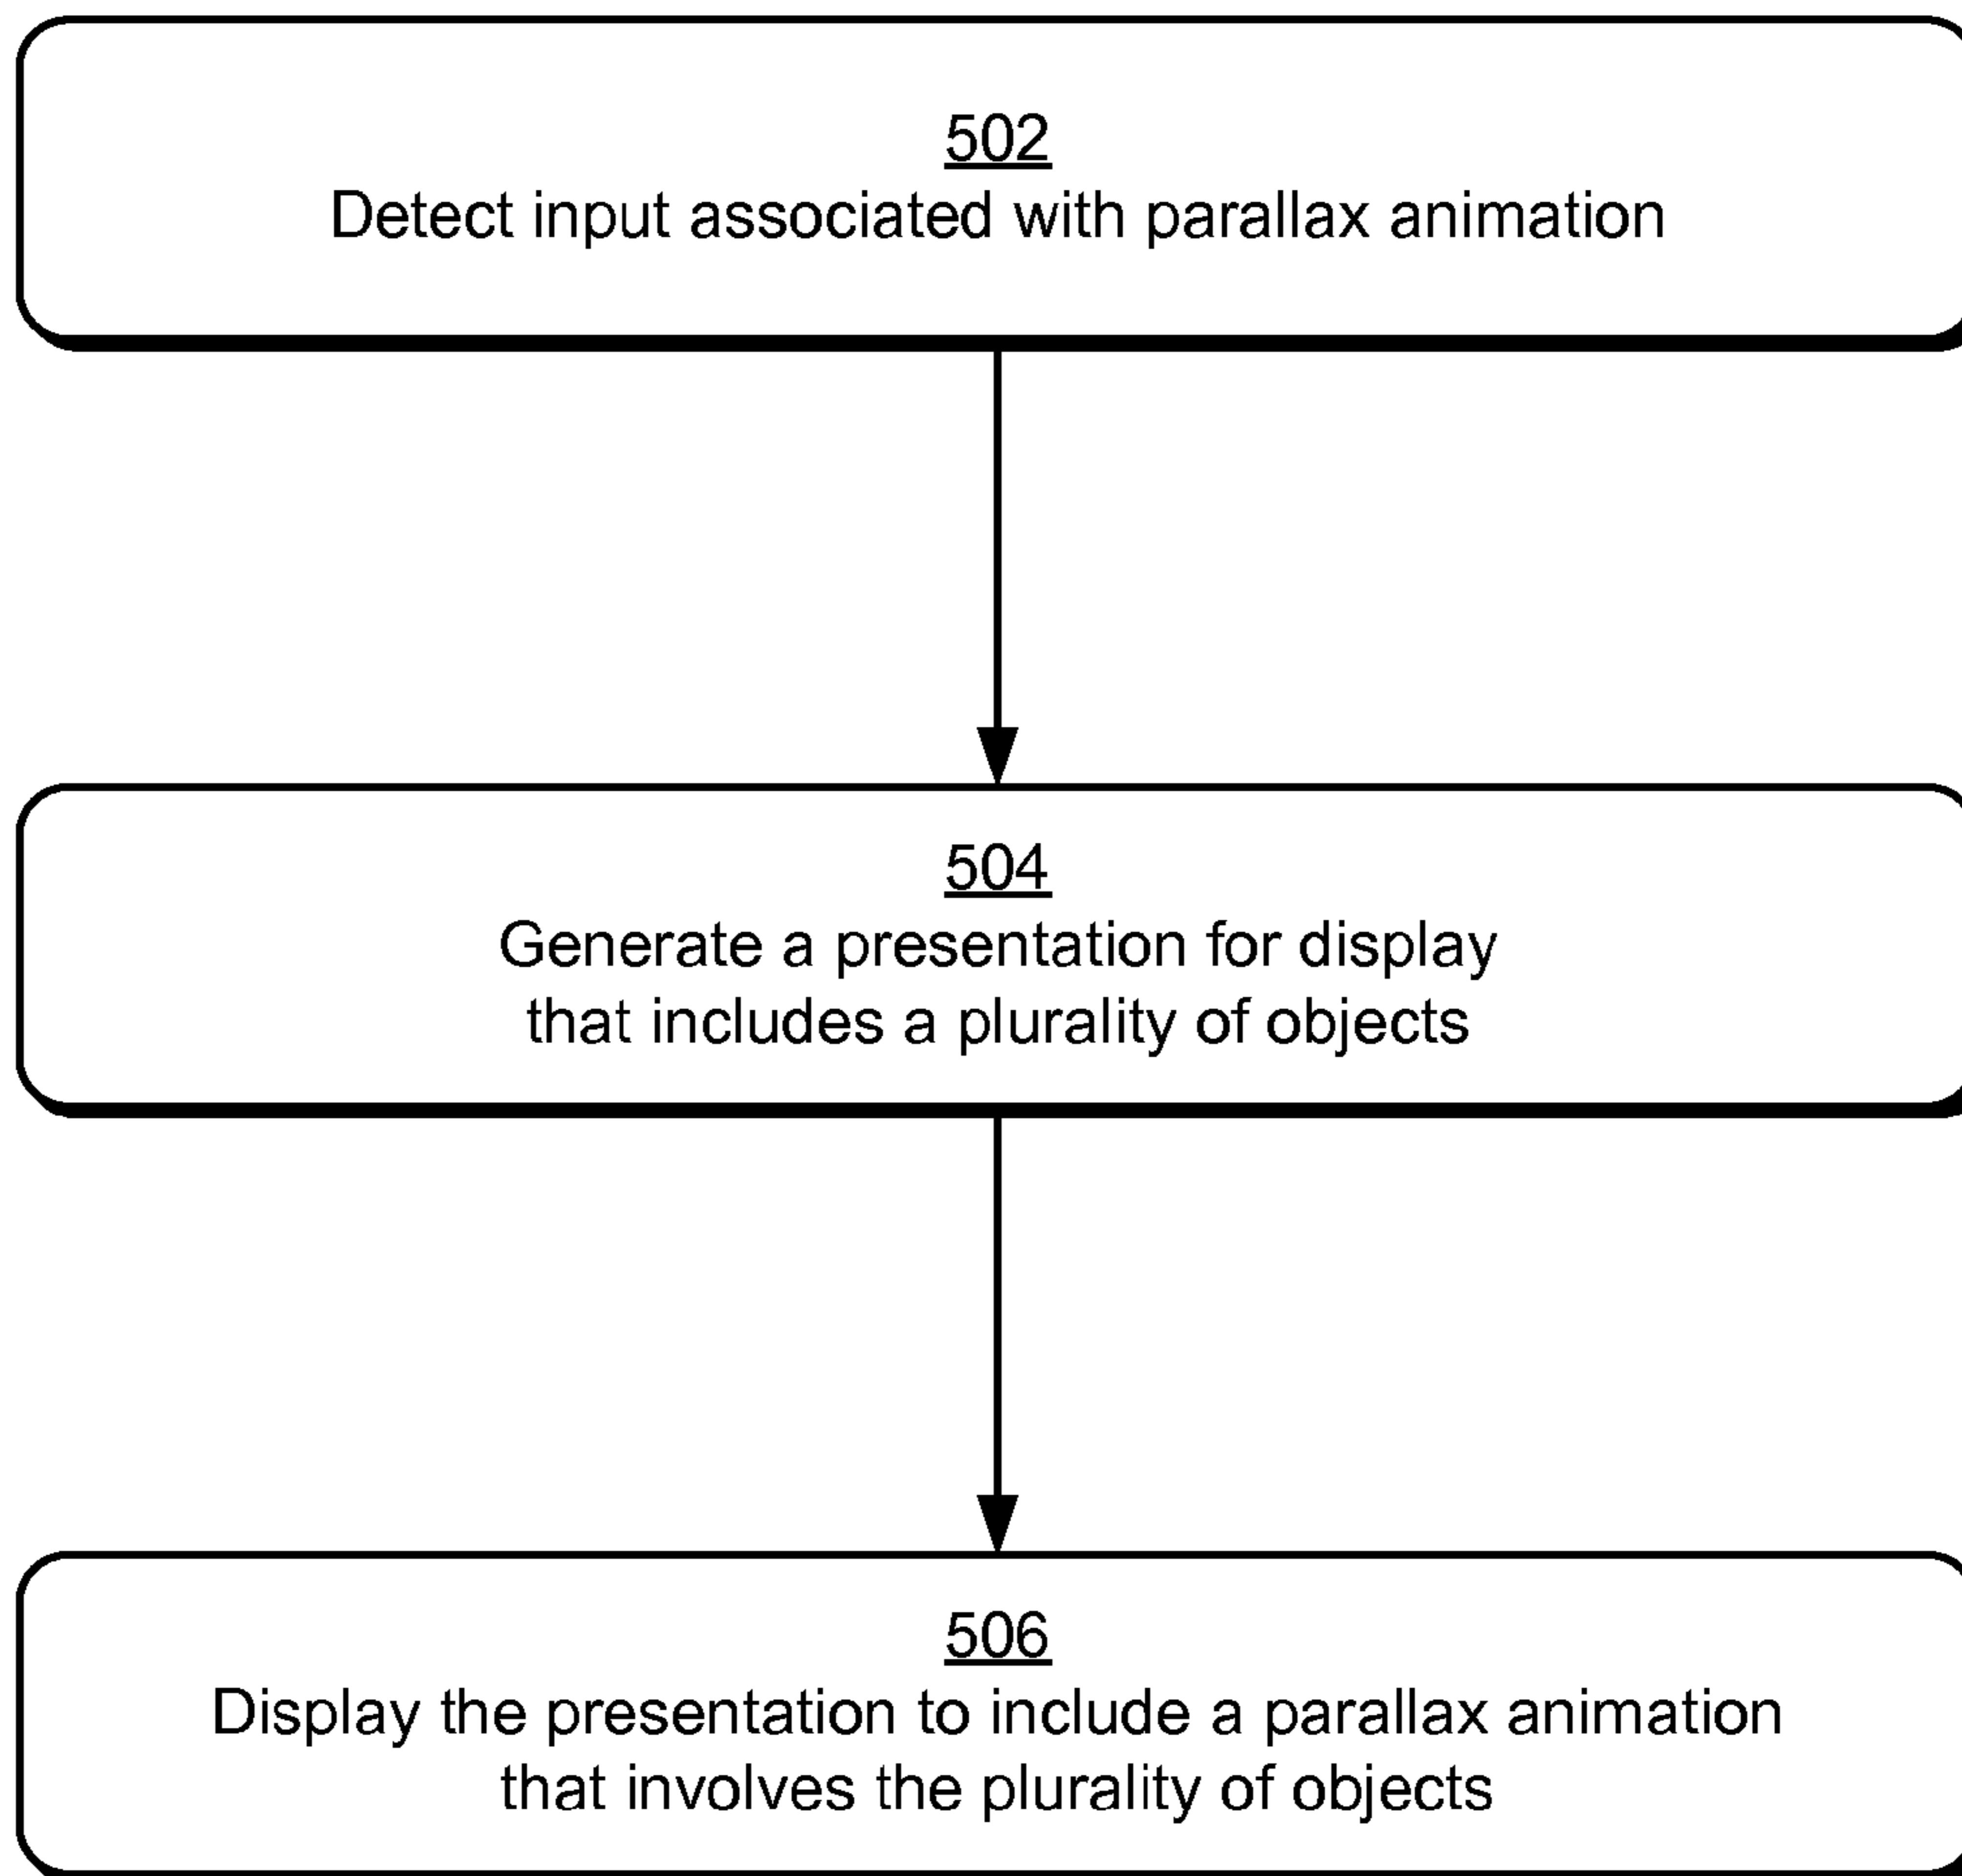 502
Detect input associated with parallax animation
504
Generate a presentation for display
that includes a plurality of objects
506
Display the presentation to include a parallax animation
that involves the plurality of objects